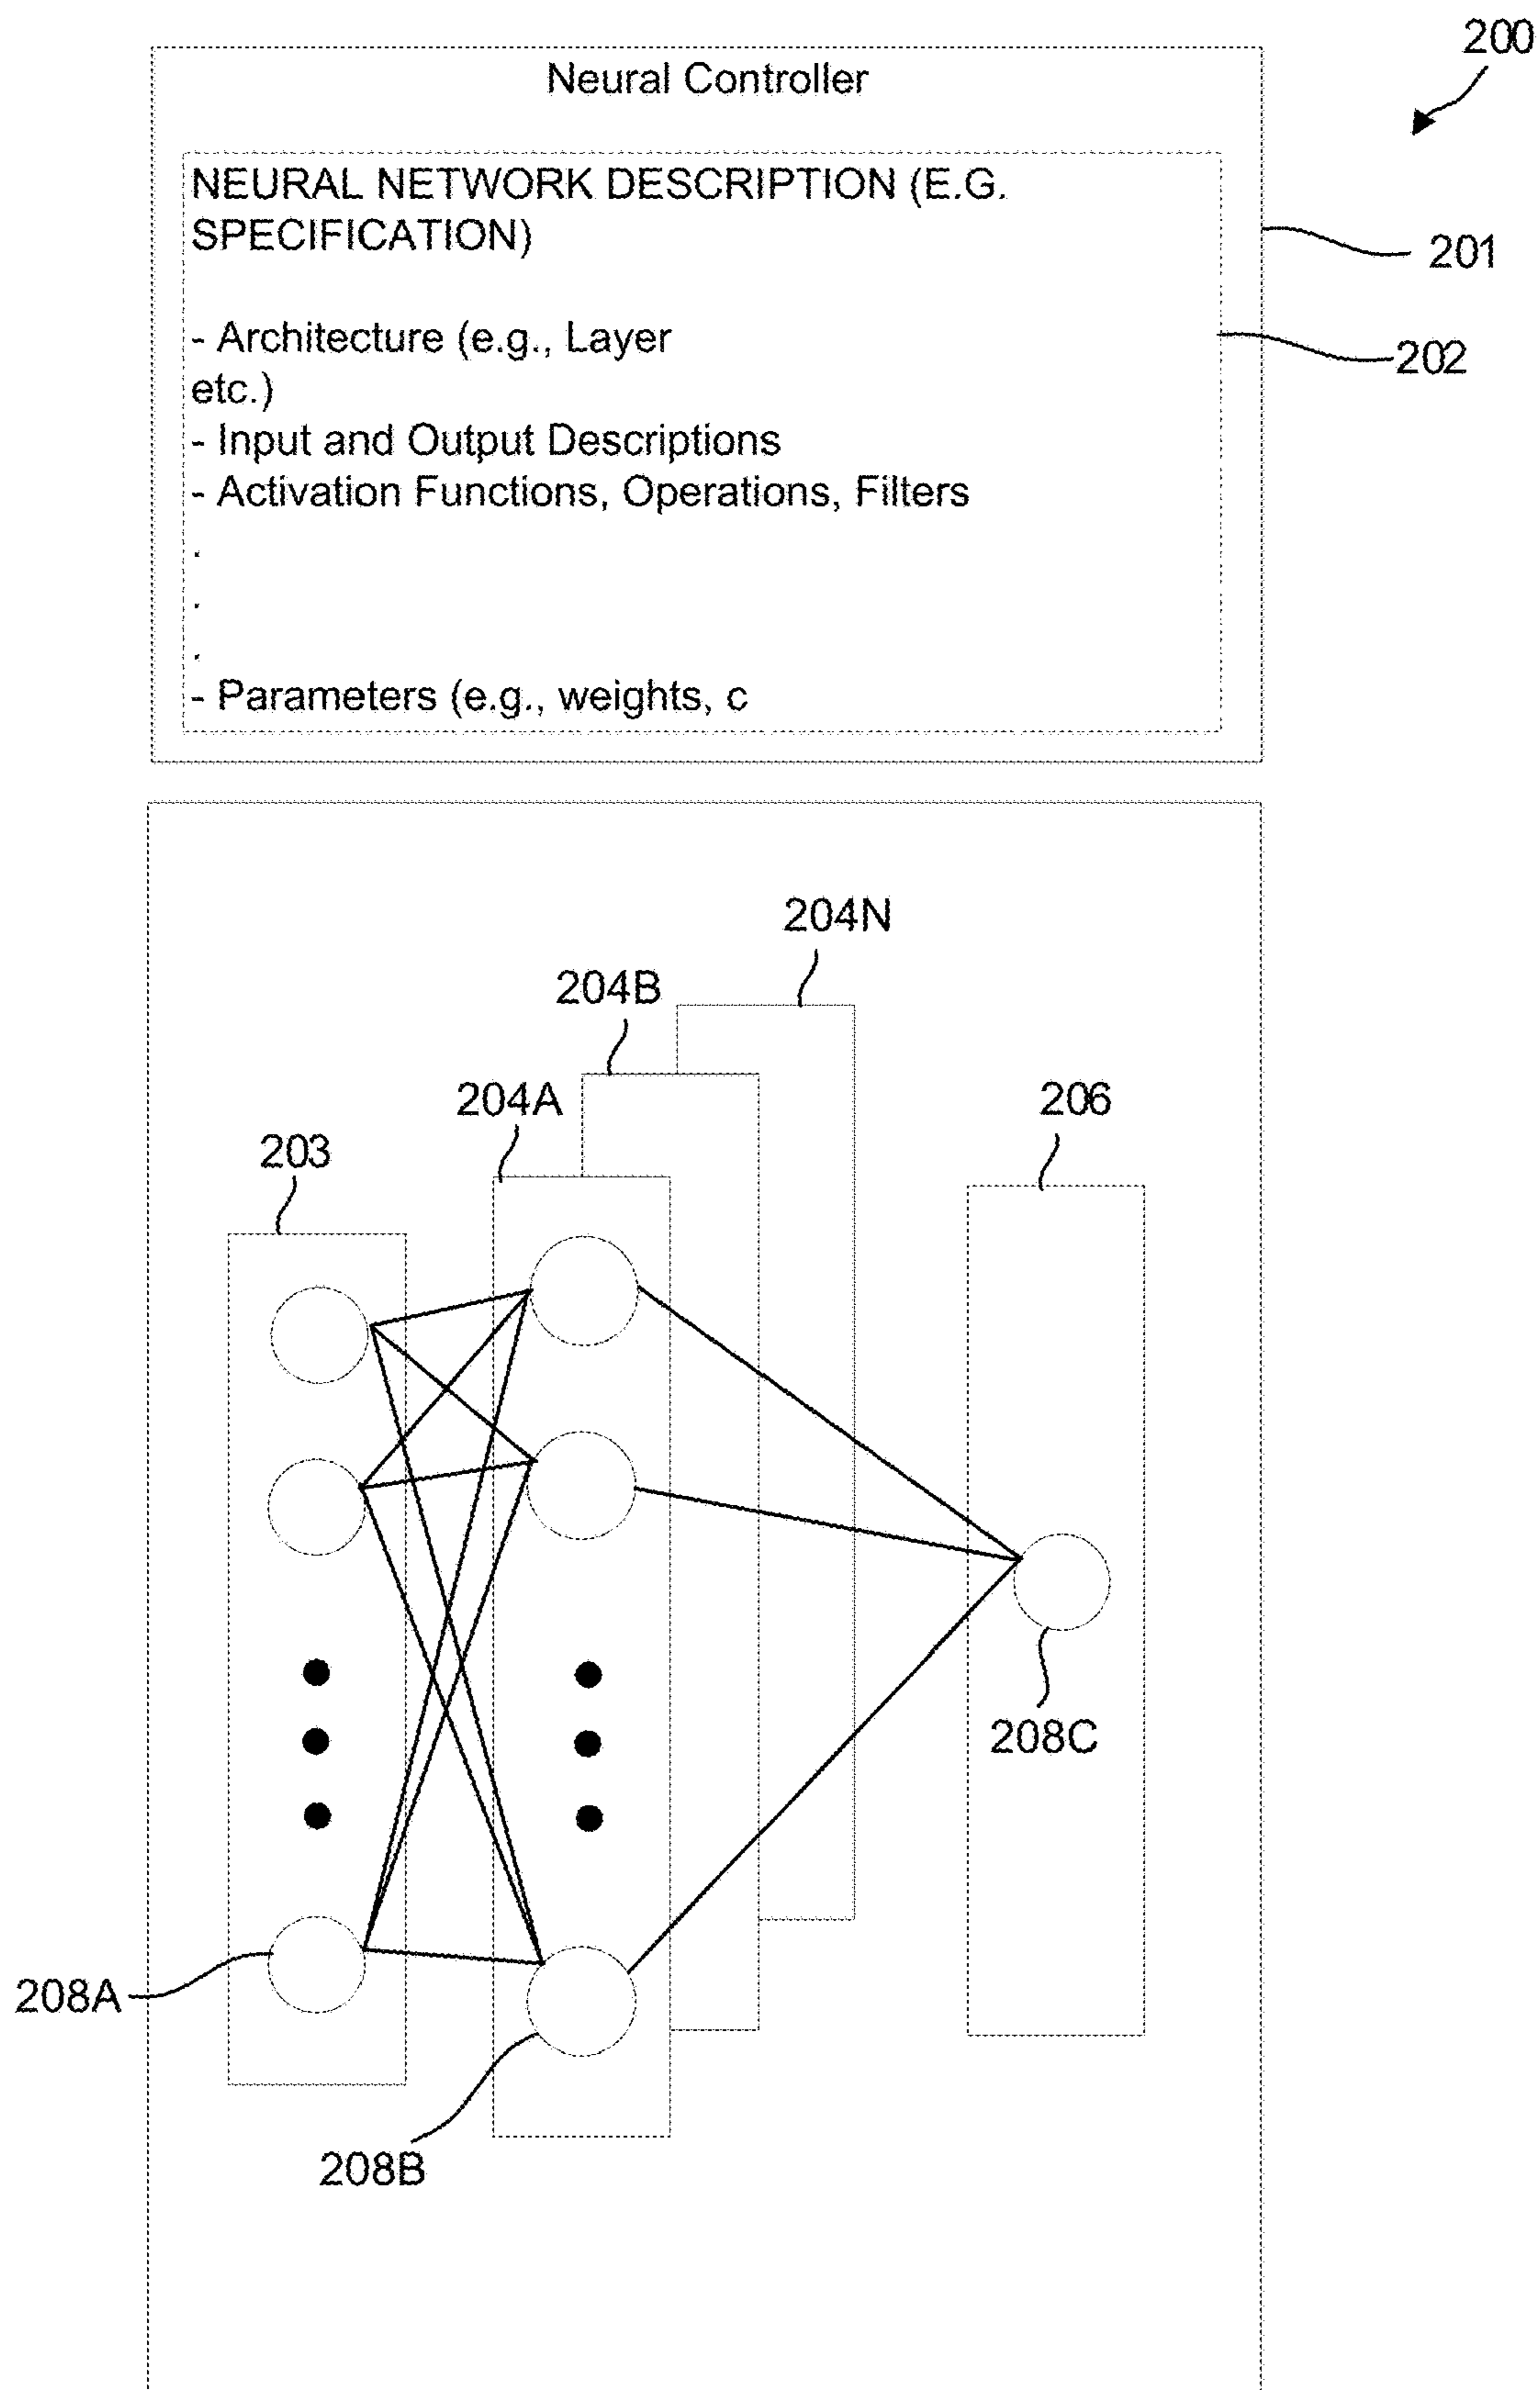 200
Neural Controller
NEURAL NETWORK DESCRIPTION (E.G.
SPECIFICATION)
201
- Architecture (e.g., Layer
202
etc.)
- Input and Output Descriptions
- Activation Functions, Operations, Filters
.
.
.
- Parameters (e.g., weights, c
204N
204B
204A
206
203
208C
208A
208B